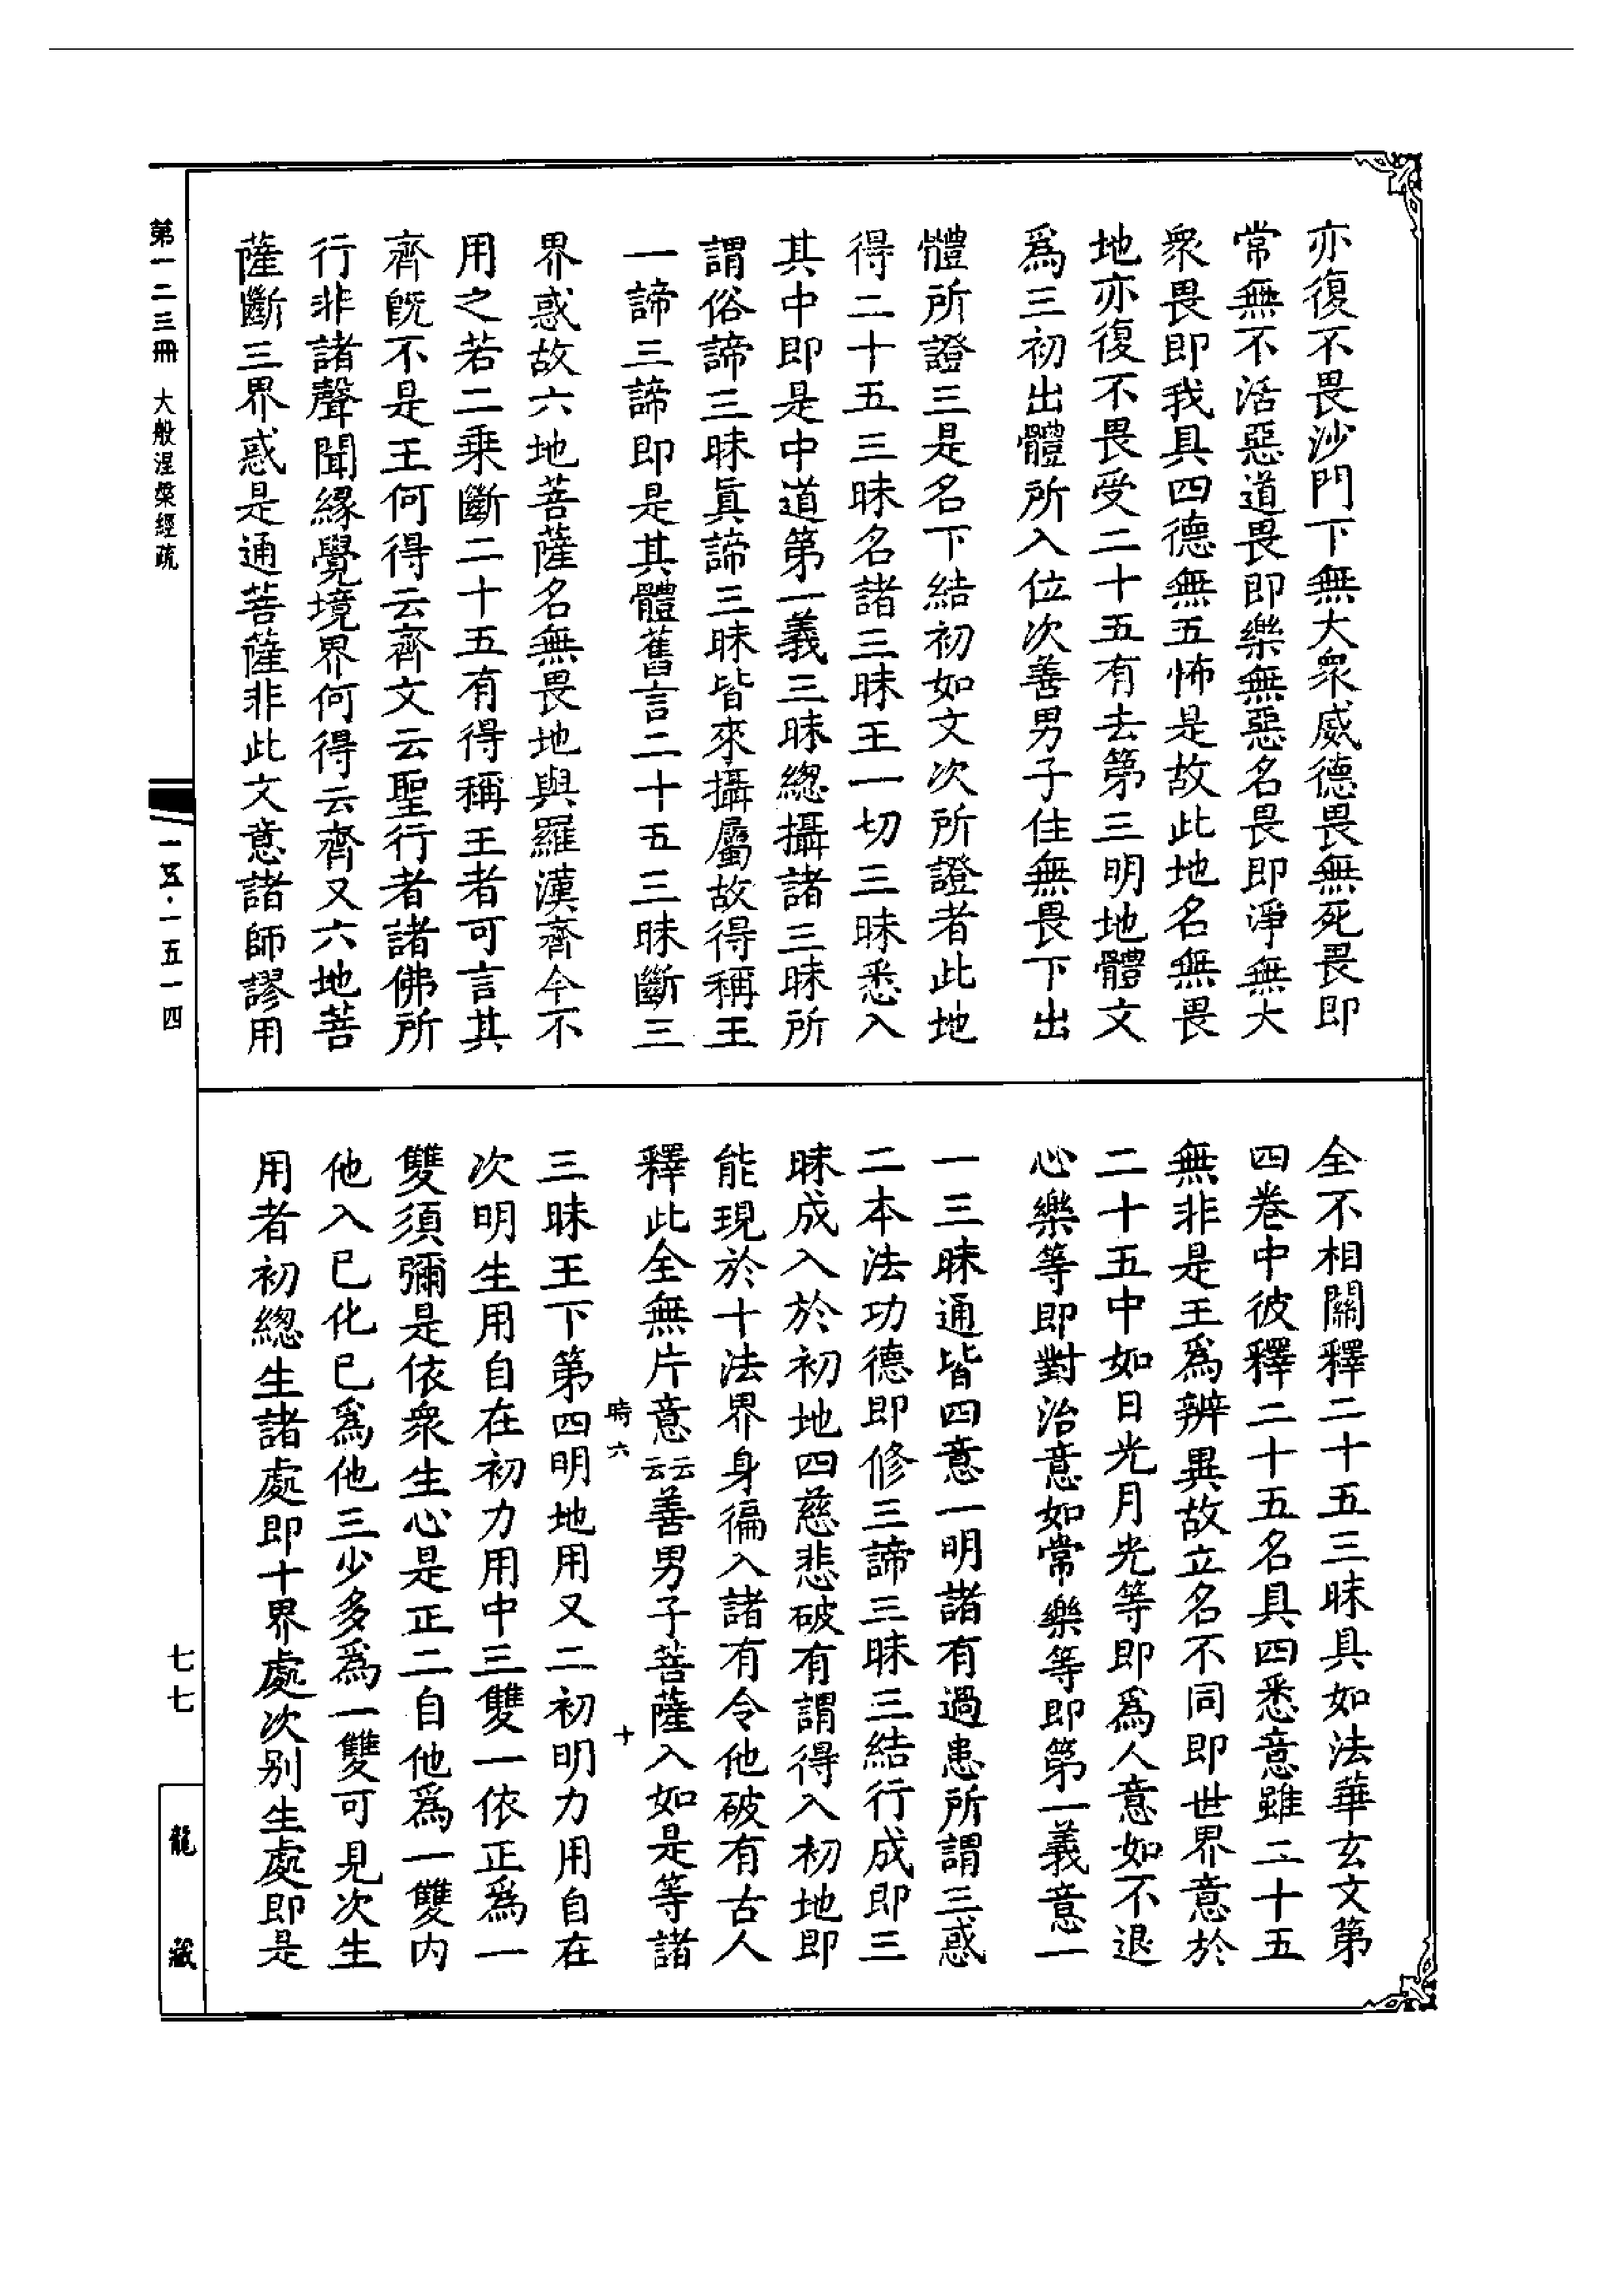 亦復不畏沙門下無大衆威德畏無死畏即
常無不活惡道畏即樂無惡名畏即淨無大
衆畏即我具四德無五怖是故此地名無畏
地亦復不畏受二十五有去第三明地體文
爲三初出體所入位次善男子住無畏下出
體所證三是名下結初如文次所證者此地
得二十五三昧名諸三昧王一切三昧悉入
其中即是中道第一義三昧總攝諸三昧所
謂俗諦三昧眞諦三昧皆來攝屬故得稱王
一諦三諦即是其體舊言二十五三昧斷三
界惑故六地菩薩名無畏地與羅漢齊今不
用之若二乘斷二十五有得稱王者可言其
齊旣不是王何得云齊文云聖行者諸佛所
行非諸聲聞緣覺境界何得云齊又六地菩
薩斷三界惑是通菩薩非此文意諸師謬用
全不相關釋二十五三昧具如法華玄文第
四卷中彼釋二十五名具四悉意雖二十五
無非是王爲辨異故立名不同即世界意於
二十五中如日光月光等即爲人意如不退
心樂等即對治意如常樂等即第一義意一
一三昧通皆四意一明諸有過患所謂三惑
二本法功德即修三諦三昧三結行成即三
昧成入於初地四慈悲破有謂得入初地即
能現於十法界身徧入諸有令他破有古人
釋此全無片意云云善男子菩薩入如是等諸
時六 十
三昧王下第四明地用又二初明力用自在
次明生用自在初力用中三雙一依正爲一
雙須彌是依衆生心是正二自他爲一雙內
他入已化已爲他三少多爲一雙可見次生
用者初總生諸處即十界處次別生處即是
第一二三冊 大般涅槃經疏
一五·一五一四
七七
龍藏